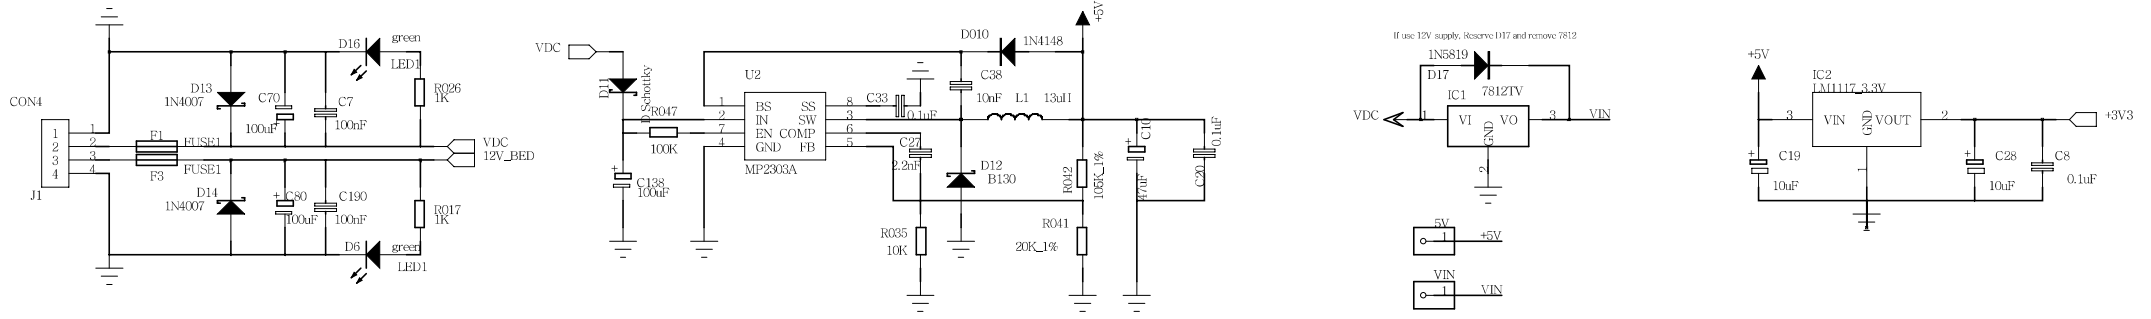 CON4
1
2
3
4
J1
1
2
3
4
F1
FUSE1
F3
FUSE1
D13
1N4007
D14
1N4007
C70
100uF
C7
100nF
C80
100uF
C190
100nF
D16
green
LED1
R026
1K
R017
1K
D6
green
LED1
VDC
12V_BED
VDC
D11
D Schottky
R047
100K
C138
100uF
U2
1
2
7
4
BS
IN
EN
GND
SS
SW
COMP
FB
8
3
6
5
MP2303A
C33
0.1uF
C27
2.2nF
R035
10K
D010
1N4148
C38
10nF
L1
13uH
D12
B130
+5V
R042
105K_1%
R041
20K_1%
C10
47uF
C20
0.1uF
If use 12V supply, Reserve D17 and remove 7812
1N5819
D17
7812TV
IC1
VDC
1
VI
VO
GND
3
2
VIN
5V
1
+5V
VIN
1
VIN
+5V
IC2
LM1117_3.3V
3
VIN
GND
VOUT
2
1
+3V3
C19
10uF
C28
10uF
C8
0.1uF